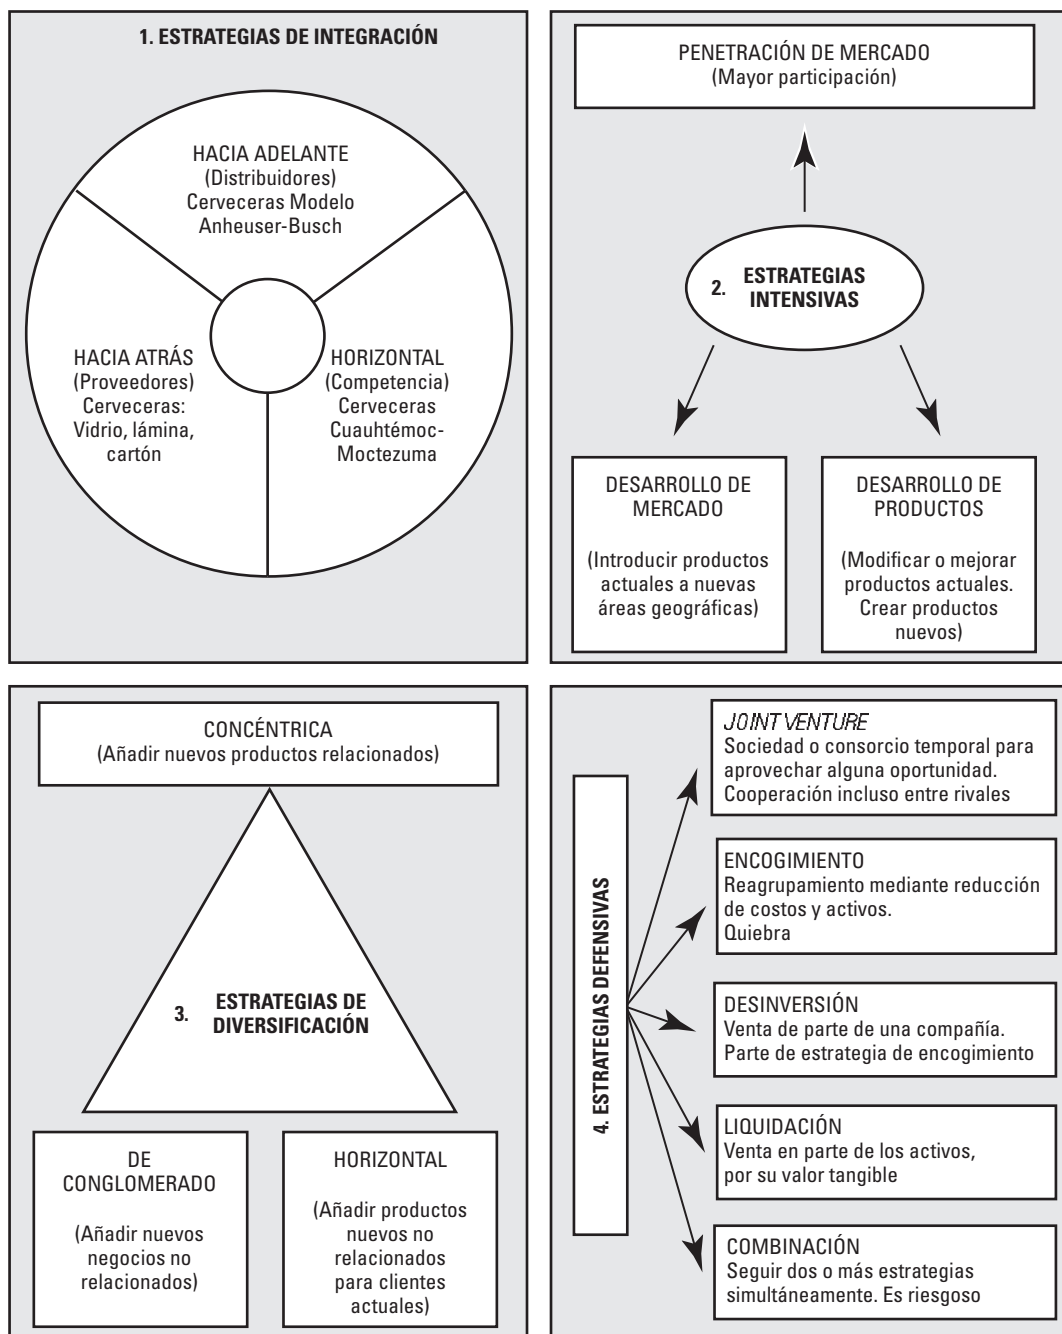 1. ESTRATEGIAS DE INTEGRACIÓN
HACIA ADELANTE
(Distribuidores)
Cerveceras Modelo
Anheuser-Busch
HACIA ATRÁS
(Proveedores)
Cerveceras:
Vidrio, lámina,
cartón
HORIZONTAL
(Competencia)
Cerveceras
Cuauhtémoc-
Moctezuma
PENETRACIÓN DE MERCADO
(Mayor participación)
2. ESTRATEGIAS
INTENSIVAS
DESARROLLO DE
MERCADO
(Introducir productos
actuales a nuevas
áreas geográficas)
DESARROLLO DE
PRODUCTOS
(Modificar o mejorar
productos actuales.
Crear productos
nuevos)
CONCÉNTRICA
(Añadir nuevos productos relacionados)
3. ESTRATEGIAS DE
DIVERSIFICACIÓN
DE
CONGLOMERADO
(Añadir nuevos
negocios no
relacionados)
HORIZONTAL
(Añadir productos
nuevos no
relacionados
para clientes
actuales)
4. ESTRATEGIAS DEFENSIVAS
JOINT VENTURE
Sociedad o consorcio temporal para
aprovechar alguna oportunidad.
Cooperación incluso entre rivales
ENCOGIMIENTO
Reagrupamiento mediante reducción
de costos y activos.
Quiebra
DESINVERSIÓN
Venta de parte de una compañía.
Parte de estrategia de encogimiento
LIQUIDACIÓN
Venta en parte de los activos,
por su valor tangible
COMBINACIÓN
Seguir dos o más estrategias
simultáneamente. Es riesgoso